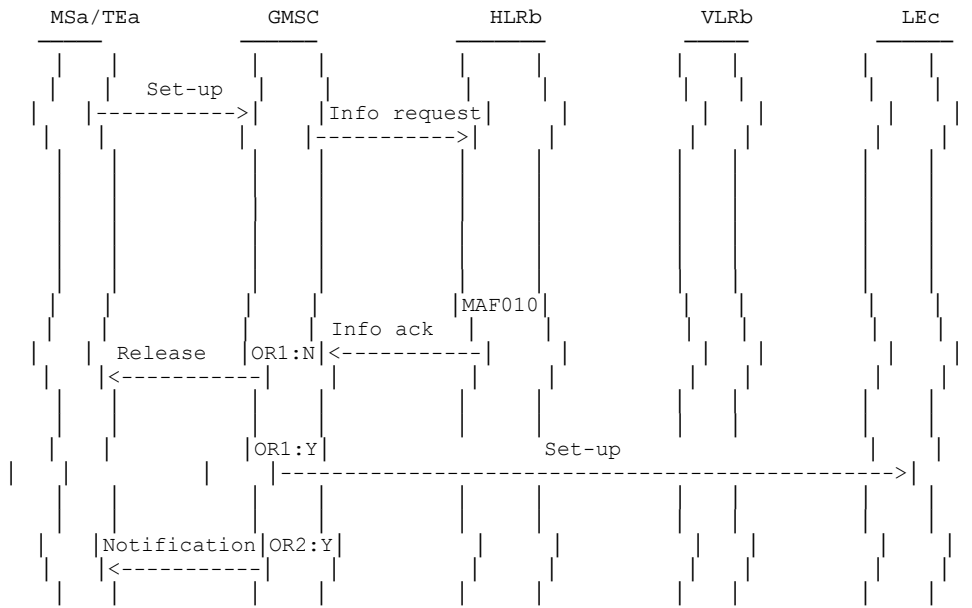 MSa/TEa GMSC HLRb VLRb LEc
Set-up
Info request
----------->
----------->
MAF010
Info ack
Release OR1:N <-----------
<-----------
OR1:Y Set-up
------------------------------------------------>
Notification OR2:Y
<-----------